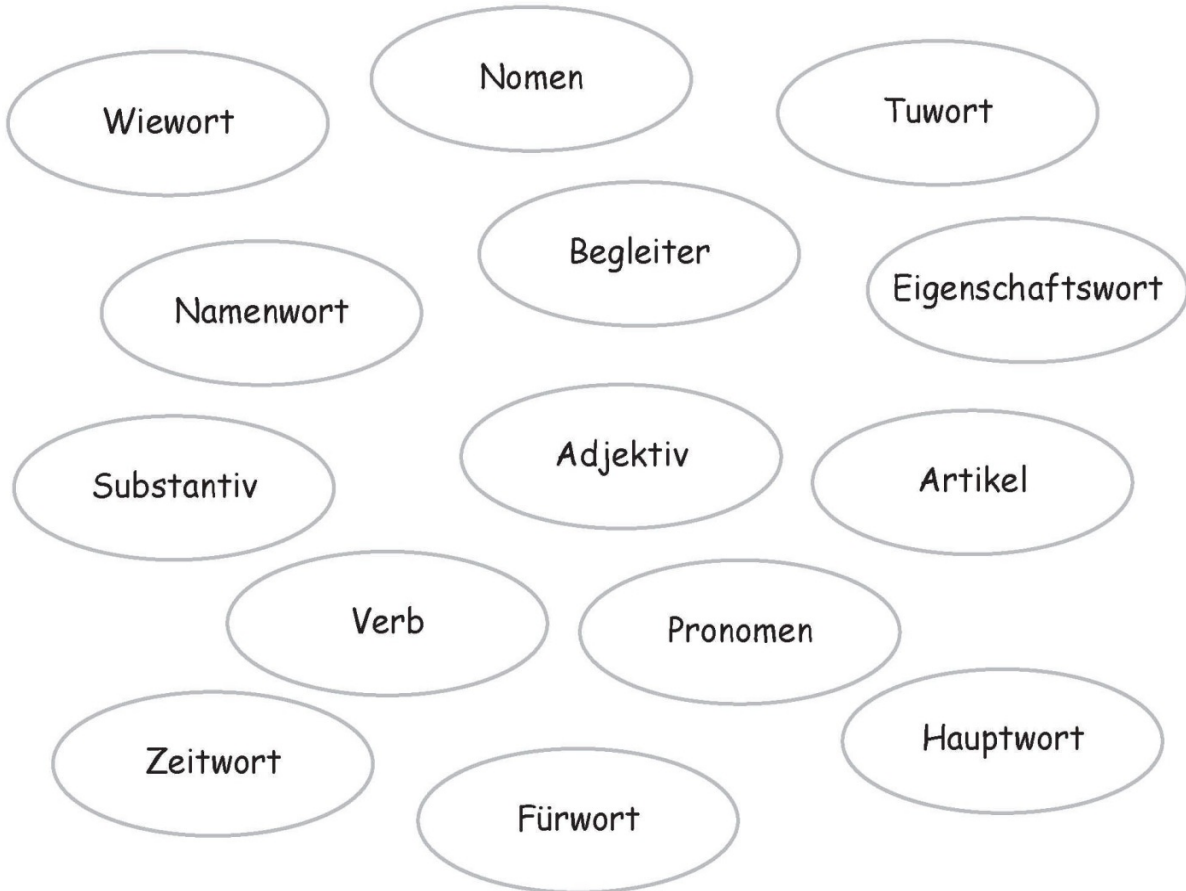 Nomen
Wiewort
Tuwort
Begleiter
Namenwort
Eigenschaftswort
Adjektiv
Substantiv
Artikel
Verb
Pronomen
Hauptwort
Zeitwort
Fürwort